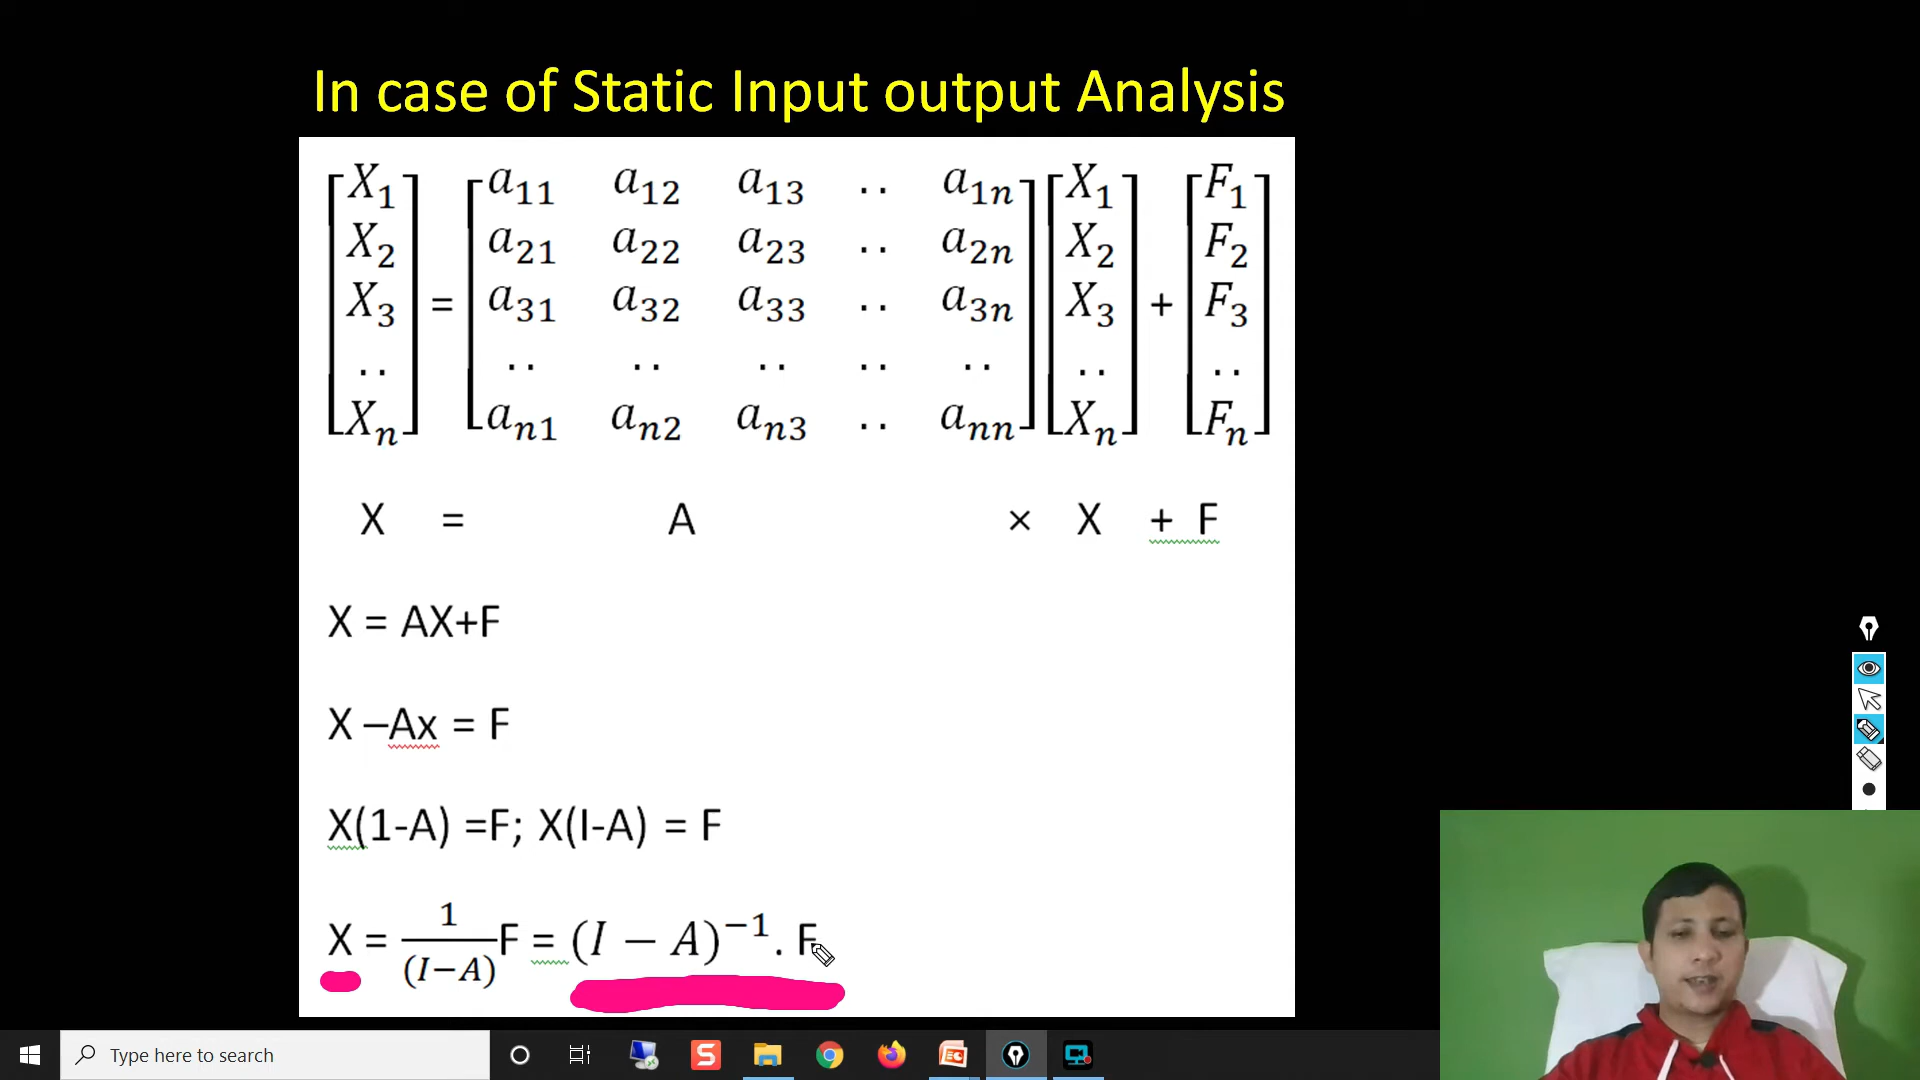 In case of Static Input output Analysis
[X₁ X₂ X₃ .. Xₙ] = [a₁₁ a₁₂ a₁₃ .. a₁ₙ
a₂₁ a₂₂ a₂₃ .. a₂ₙ
a₃₁ a₃₂ a₃₃ .. a₃ₙ
.. .. .. .. ..
aₙ₁ aₙ₂ aₙ₃ .. aₙₙ] [X₁ X₂ X₃ .. Xₙ] + [F₁ F₂ F₃ .. Fₙ]
X = A × X + F
X = AX+F
X –Ax = F
X(1-A) =F; X(I-A) = F
X = 1/(I−A) F = (I − A)⁻¹. F
Type here to search